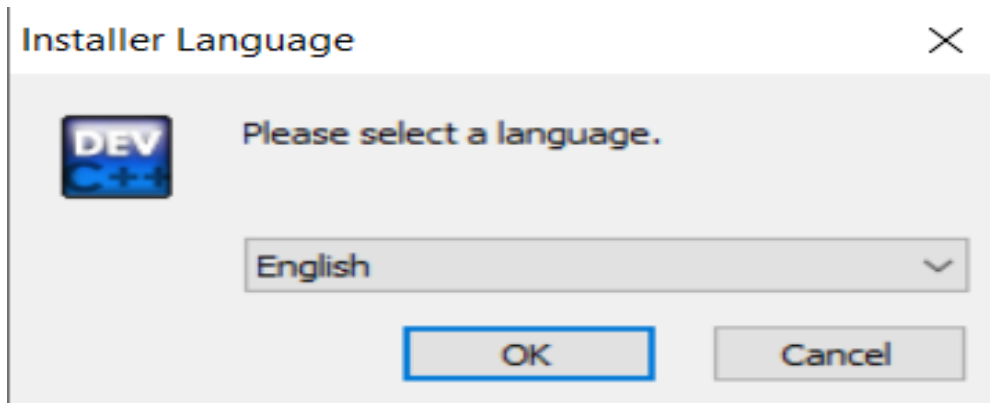 Installer Language
DEV
C++
Please select a language.
English
OK
Cancel